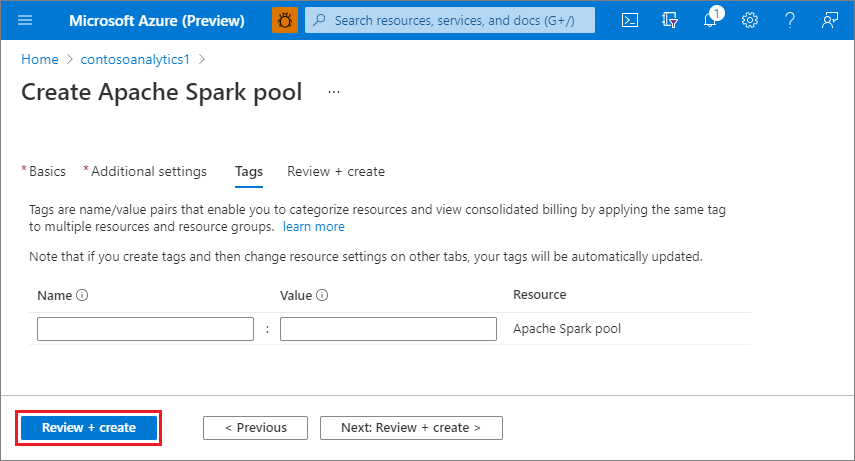 Microsoft Azure (Preview)
Search resources, services, and docs (G+/)
1
Home > contosoanalytics1 >
Create Apache Spark pool ...
* Basics * Additional settings Tags Review + create
Tags are name/value pairs that enable you to categorize resources and view consolidated billing by applying the same tag
to multiple resources and resource groups. learn more
Note that if you create tags and then change resource settings on other tabs, your tags will be automatically updated.
Name Value Resource
: Apache Spark pool
Review + create < Previous Next: Review + create >